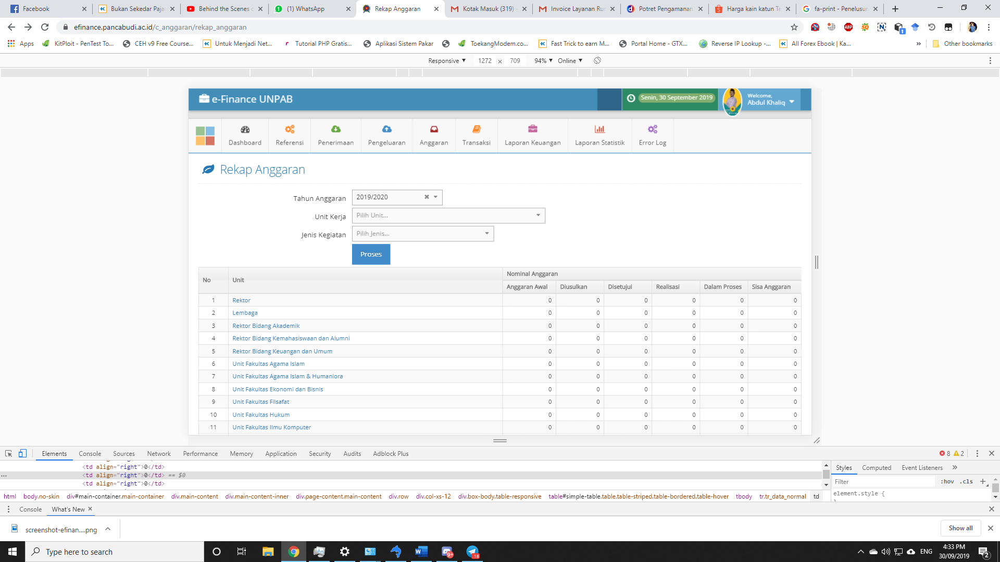 Facebook
Bukan Sekedar Paja
Behind the Scenes
(1) WhatsApp
Rekap Anggaran
Kotak Masuk (319)
Invoice Layanan Ru
Potret Pengamanan
Harga kain katun Te
fa-print - Penelusu
efinance.pancabudi.ac.id/c_anggaran/rekap_anggaran
Apps
KitPloit - PenTest To...
CEH v9 Free Course...
Untuk Menjadi Net...
Tutorial PHP Gratis...
Aplikasi Sistem Pakar
ToekangModem.co...
Fast Trick to earn M...
Portal Home - GTX...
Reverse IP Lookup -...
All Forex Ebook | Ka...
»
Other bookmarks
Responsive ▼ 1272 × 709 94% ▼ Online ▼
e-Finance UNPAB
Senin, 30 September 2019
Welcome,
Abdul Khaliq
Dashboard
Referensi
Penerimaan
Pengeluaran
Anggaran
Transaksi
Laporan Keuangan
Laporan Statistik
Error Log
Rekap Anggaran
Tahun Anggaran 2019/2020
Unit Kerja Pilih Unit...
Jenis Kegiatan Pilih Jenis...
Proses
No Unit Nominal Anggaran
Anggaran Awal Diusulkan Disetujui Realisasi Dalam Proses Sisa Anggaran
1 Rektor 0 0 0 0 0 0
2 Lembaga 0 0 0 0 0 0
3 Rektor Bidang Akademik 0 0 0 0 0 0
4 Rektor Bidang Kemahasiswaan dan Alumni 0 0 0 0 0 0
5 Rektor Bidang Keuangan dan Umum 0 0 0 0 0 0
6 Unit Fakultas Agama Islam 0 0 0 0 0 0
7 Unit Fakultas Agama Islam & Humaniora 0 0 0 0 0 0
8 Unit Fakultas Ekonomi dan Bisnis 0 0 0 0 0 0
9 Unit Fakultas Filsafat 0 0 0 0 0 0
10 Unit Fakultas Hukum 0 0 0 0 0 0
11 Unit Fakultas Ilmu Komputer 0 0 0 0 0 0
Elements Console Sources Network Performance Memory Application Security Audits Adblock Plus 8 2
<td align="right">0</td>
... <td align="right">0</td> == $0
<td align="right">0</td>
Styles Computed Event Listeners »
Filter :hov .cls +
element.style {
html body.no-skin div#main-container.main-container div.main-content div.main-content-inner div.page-content.main-content div.row div.col-xs-12 div.box-body.table-responsive table#simple-table.table.table-striped.table-bordered.table-hover tbody tr.tr_data_normal td
Console What's New
screenshot-efinan....png
Show all
Type here to search
9+
18
ENG
4:33 PM
30/09/2019
2